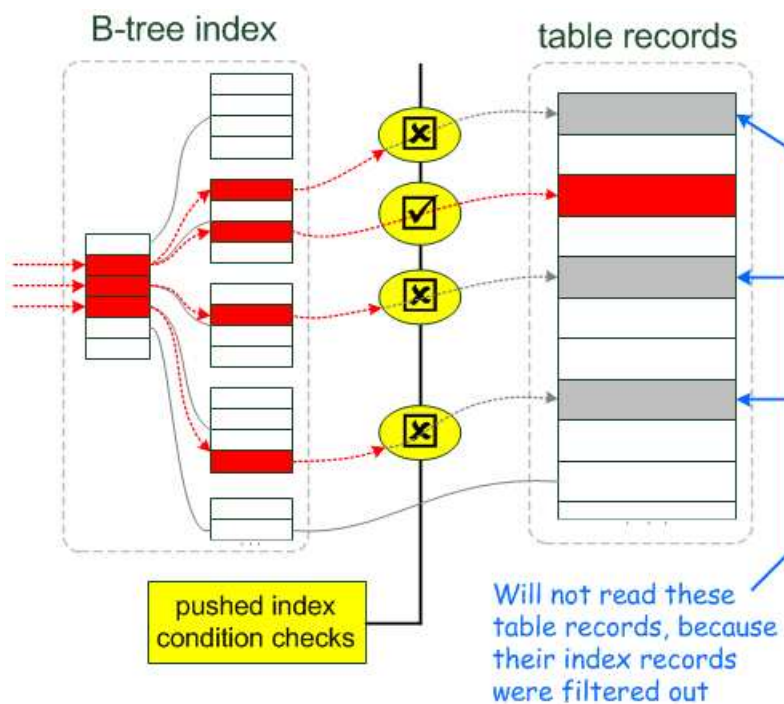 B-tree index
table records
pushed index
condition checks
Will not read these
table records, because
their index records
were filtered out